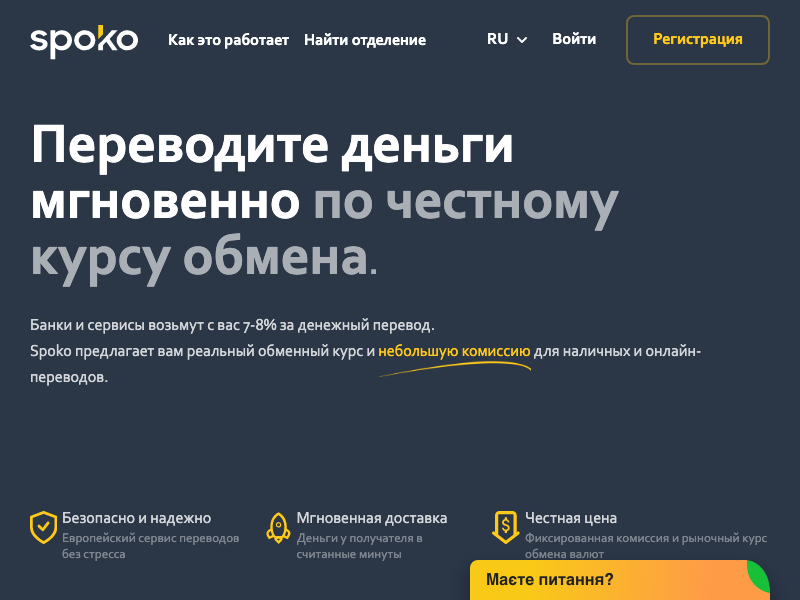 spoko
Как это работает Найти отделение RU Войти Регистрация
Переводите деньги
мгновенно по честному
курсу обмена.
Банки и сервисы возьмут с вас 7-8% за денежный перевод.
Spoko предлагает вам реальный обменный курс и небольшую комиссию для наличных и онлайн-
переводов.
Безопасно и надежно
Европейский сервис переводов
без стресса
Мгновенная доставка
Деньги у получателя в
считанные минуты
Честная цена
Фиксированная комиссия и рыночный курс
обмена валют
Маєте питання?